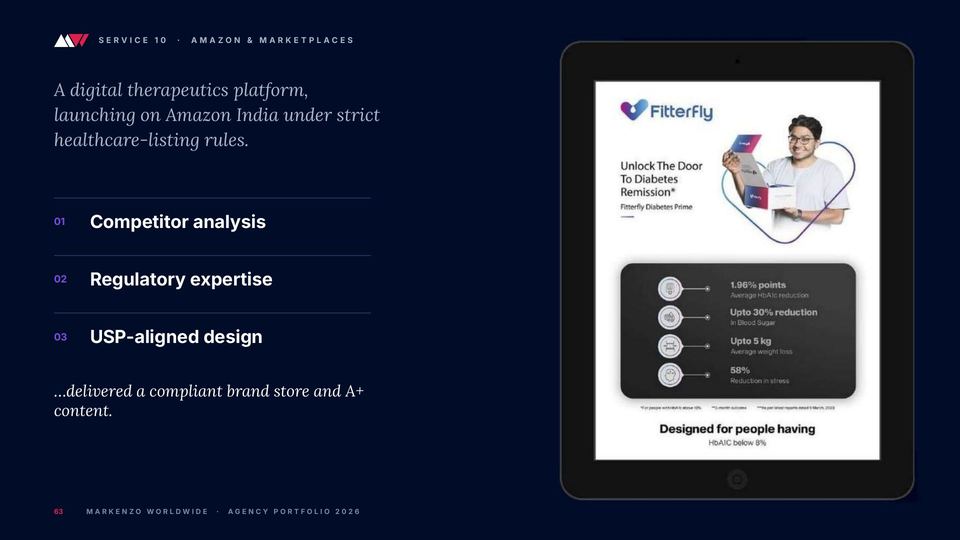 SERVICE 10 · AMAZON & MARKETPLACES
A digital therapeutics platform,
launching on Amazon India under strict
healthcare-listing rules.
01 Competitor analysis
02 Regulatory expertise
03 USP-aligned design
...delivered a compliant brand store and A+
content.
63 MARKENZO WORLDWIDE · AGENCY PORTFOLIO 2026
Fitterfly
Unlock The Door
To Diabetes
Remission*
Fitterfly Diabetes Prime
1.96% points
Average HbA1c reduction
Upto 30% reduction
In Blood Sugar
Upto 5 kg
Average weight loss
58%
Reduction in stress
Designed for people having
HbA1C below 8%